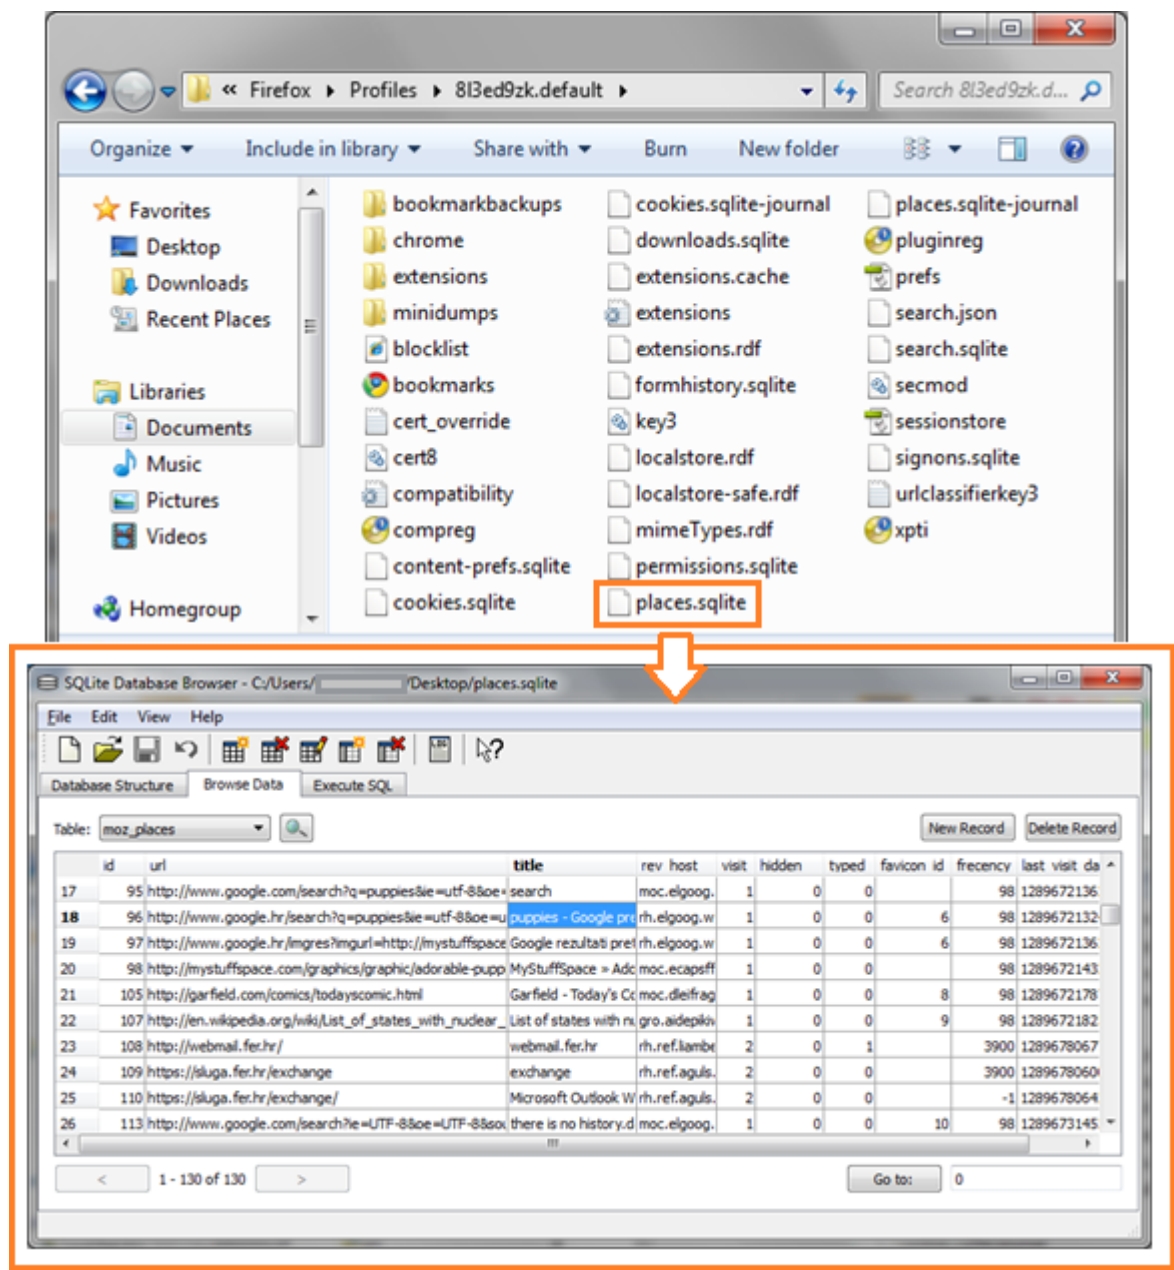 « Firefox Profiles 8l3ed9zk.default Search 8l3ed9zk.d...
Organize Include in library Share with Burn New folder
Favorites
Desktop
Downloads
Recent Places
Libraries
Documents
Music
Pictures
Videos
Homegroup
bookmarkbackups
chrome
extensions
minidumps
blocklist
bookmarks
cert_override
cert8
compatibility
compreg
content-prefs.sqlite
cookies.sqlite
cookies.sqlite-journal
downloads.sqlite
extensions.cache
extensions
extensions.rdf
formhistory.sqlite
key3
localstore.rdf
localstore-safe.rdf
mimeTypes.rdf
permissions.sqlite
places.sqlite
places.sqlite-journal
pluginreg
prefs
search.json
search.sqlite
secmod
sessionstore
signons.sqlite
urlclassifierkey3
xpti
SQLite Database Browser - C:/Users/ /Desktop/places.sqlite
File Edit View Help
Database Structure Browse Data Execute SQL
Table: moz_places New Record Delete Record
id url title rev_host visit hidden typed favicon_id frecency last_visit_da
17 95 http://www.google.com/search?q=puppies&ie=utf-8&oe= search moc.elgoog. 1 0 0 98 1289672136
18 96 http://www.google.hr/search?q=puppies&ie=utf-8&oe=u puppies - Google pre rh.elgoog.w 1 0 0 6 98 1289672132
19 97 http://www.google.hr/imgres?imgurl=http://mystuffspace Google rezultati pret rh.elgoog.w 1 0 0 6 98 1289672136
20 98 http://mystuffspace.com/graphics/graphic/adorable-pupp MyStuffSpace » Adc moc.ecapsff 1 0 0 98 1289672143
21 105 http://garfield.com/comics/todayscomic.html Garfield - Today's Cc moc.dleifrag 1 0 0 8 98 1289672178
22 107 http://en.wikipedia.org/wiki/List_of_states_with_nuclear_ List of states with nu gro.aidepikiv 1 0 0 9 98 1289672182
23 108 http://webmail.fer.hr/ webmail.fer.hr rh.ref.liambe 2 0 1 3900 1289678067
24 109 https://sluga.fer.hr/exchange exchange rh.ref.aguls. 2 0 0 3900 128967806
25 110 https://sluga.fer.hr/exchange/ Microsoft Outlook W rh.ref.aguls. 2 0 0 -1 1289678064
26 113 http://www.google.com/search?ie=UTF-8&oe=UTF-8&sou there is no history.d moc.elgoog. 1 0 0 10 98 1289673145
< 1 - 130 of 130 > Go to: 0